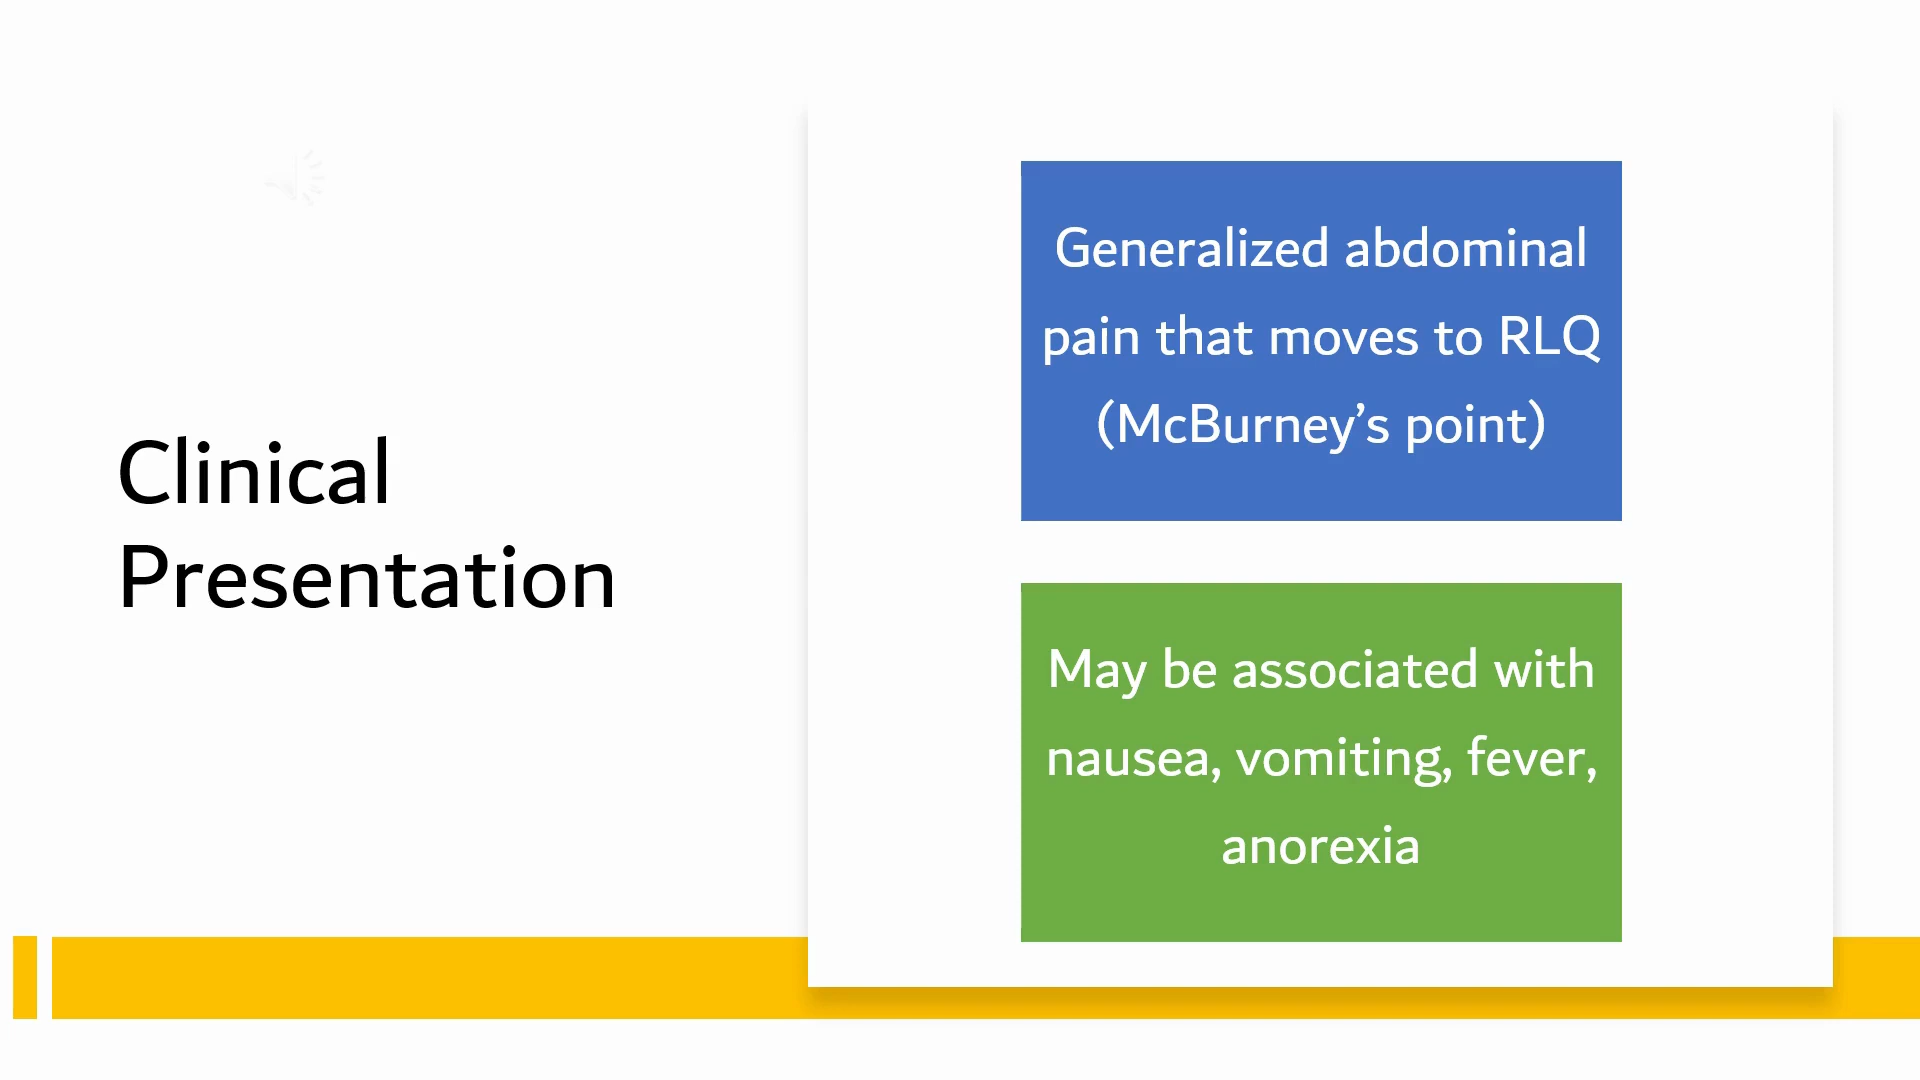 Clinical
Presentation
Generalized abdominal
pain that moves to RLQ
(McBurney’s point)
May be associated with
nausea, vomiting, fever,
anorexia